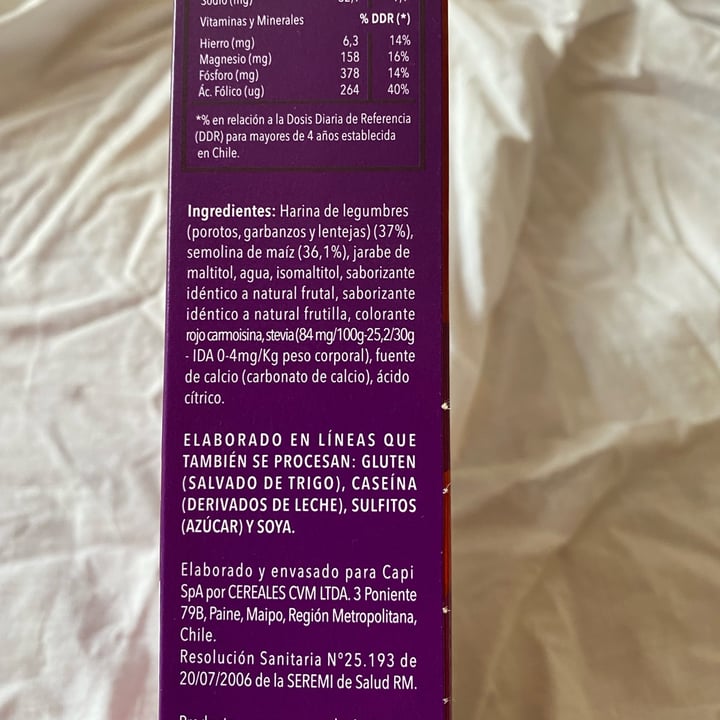 Sodio (mg)
Vitaminas y Minerales % DDR (*)
Hierro (mg) 6,3 14%
Magnesio (mg) 158 16%
Fósforo (mg) 378 14%
Ác. Fólico (ug) 264 40%
*% en relación a la Dosis Diaria de Referencia
(DDR) para mayores de 4 años establecida
en Chile.
Ingredientes: Harina de legumbres
(porotos, garbanzos y lentejas) (37%),
semolina de maíz (36,1%), jarabe de
maltitol, agua, isomaltitol, saborizante
idéntico a natural frutal, saborizante
idéntico a natural frutilla, colorante
rojo carmoisina, stevia (84 mg/100g-25,2/30g
- IDA 0-4mg/Kg peso corporal), fuente
de calcio (carbonato de calcio), ácido
cítrico.
ELABORADO EN LÍNEAS QUE
TAMBIÉN SE PROCESAN: GLUTEN
(SALVADO DE TRIGO), CASEÍNA
(DERIVADOS DE LECHE), SULFITOS
(AZÚCAR) Y SOYA.
Elaborado y envasado para Capi
SpA por CEREALES CVM LTDA. 3 Poniente
79B, Paine, Maipo, Región Metropolitana,
Chile.
Resolución Sanitaria N°25.193 de
20/07/2006 de la SEREMI de Salud RM.